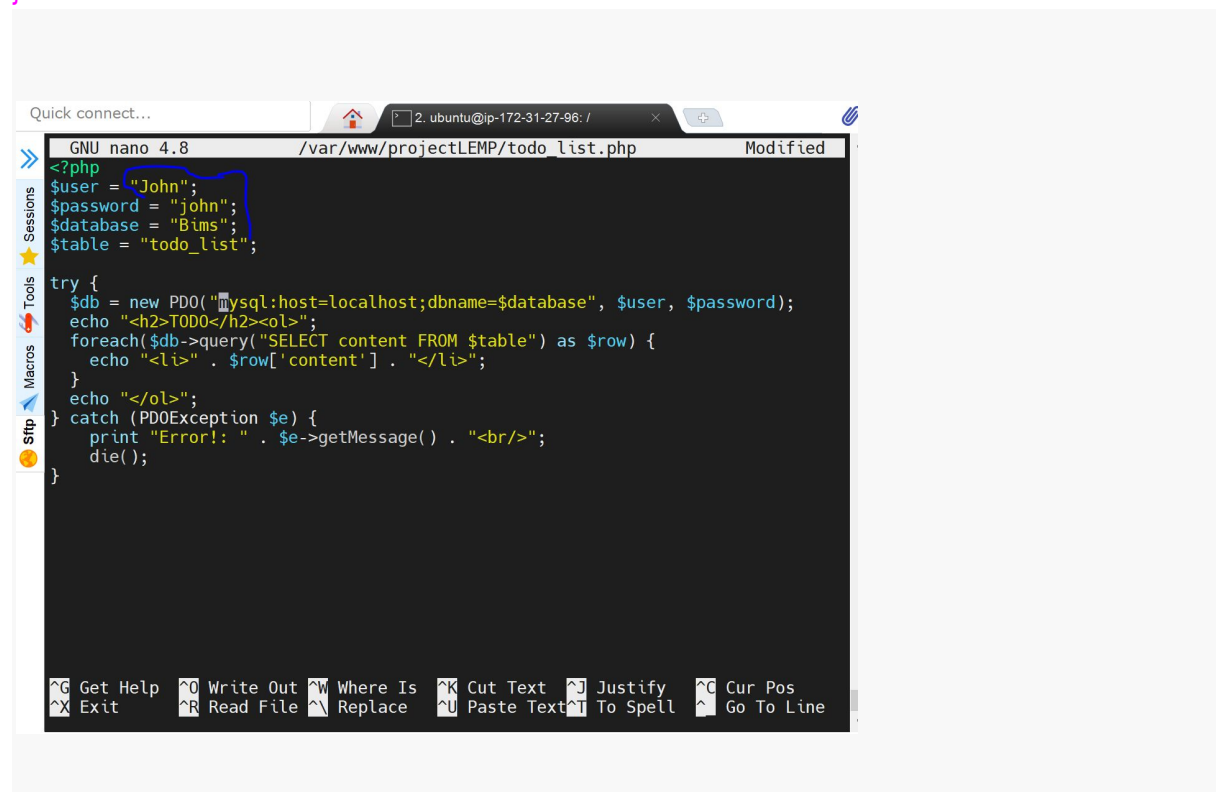 Quick connect...
2. ubuntu@ip-172-31-27-96: /
GNU nano 4.8 /var/www/projectLEMP/todo_list.php Modified
<?php
$user = "John";
$password = "john";
$database = "Bims";
$table = "todo_list";
try {
$db = new PDO("mysql:host=localhost;dbname=$database", $user, $password);
echo "<h2>TODO</h2><ol>";
foreach($db->query("SELECT content FROM $table") as $row) {
echo "<li>" . $row['content'] . "</li>";
}
echo "</ol>";
} catch (PDOException $e) {
print "Error!: " . $e->getMessage() . "<br/>";
die();
}
^G Get Help ^O Write Out ^W Where Is ^K Cut Text ^J Justify ^C Cur Pos
^X Exit ^R Read File ^\ Replace ^U Paste Text ^T To Spell ^_ Go To Line
Sessions
Tools
Macros
Sftp